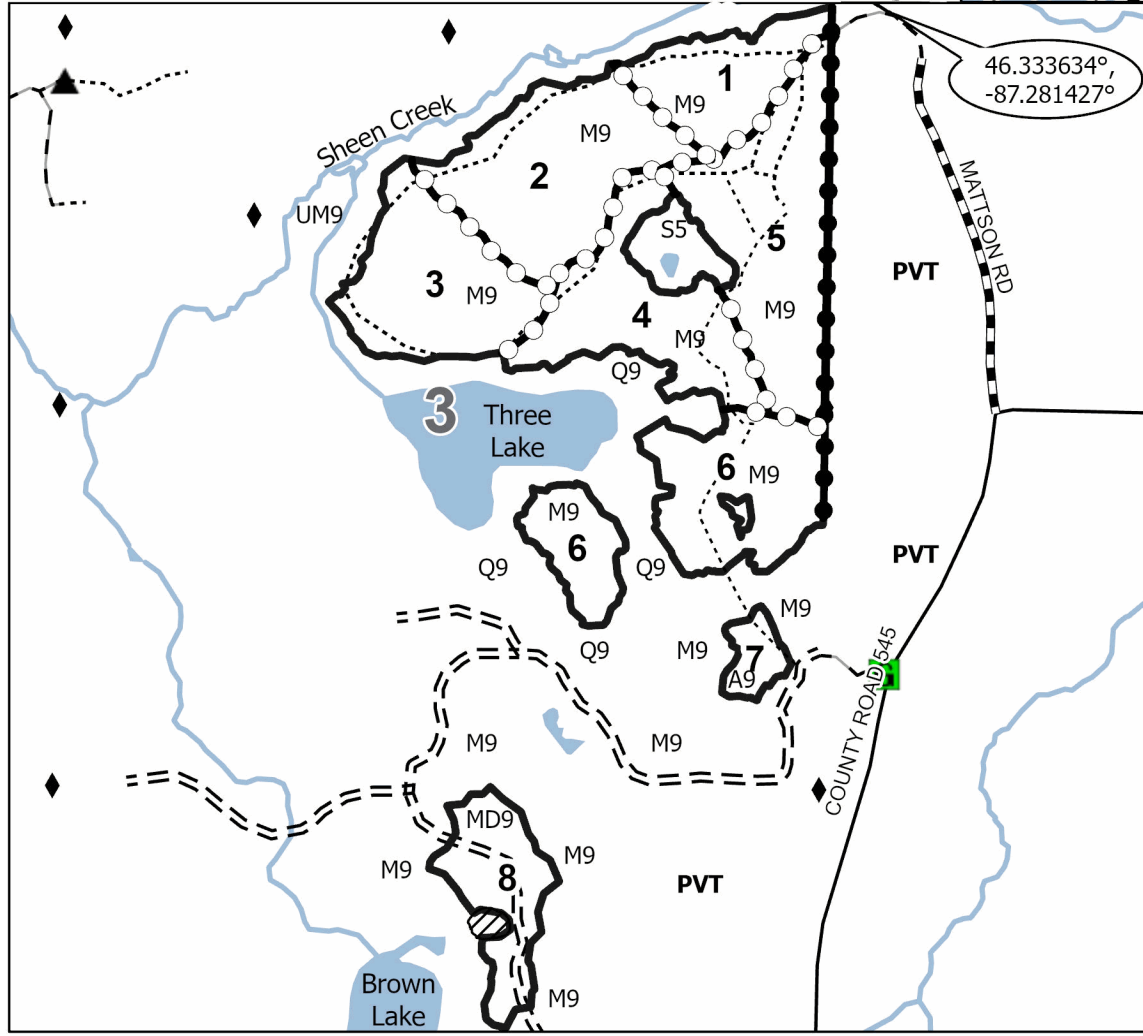 46.333634°,
-87.281427°
1
M9
M9
Sheen Creek
2
MATTSON RD
UM9
S5
5
PVT
3
M9
4
M9
M9
Q9
3
Three
Lake
6
M9
M9
6
Q9
Q9
PVT
M9
Q9
M9
7
A9
COUNTY ROAD 545
M9
M9
MD9
M9
M9
8
PVT
M9
Brown
Lake